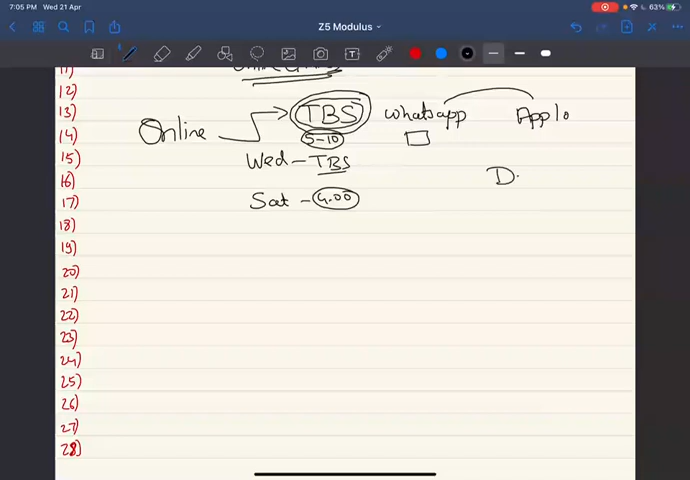 7:05 PM Wed 21 Apr 63%
Z5 Modulus
11)
12)
13) TBS whatsapp Applo
14) Online 5-10
15) Wed - TBS
16) D.
17) Sat - 4.00
18)
19)
20)
21)
22)
23)
24)
25)
26)
27)
28)